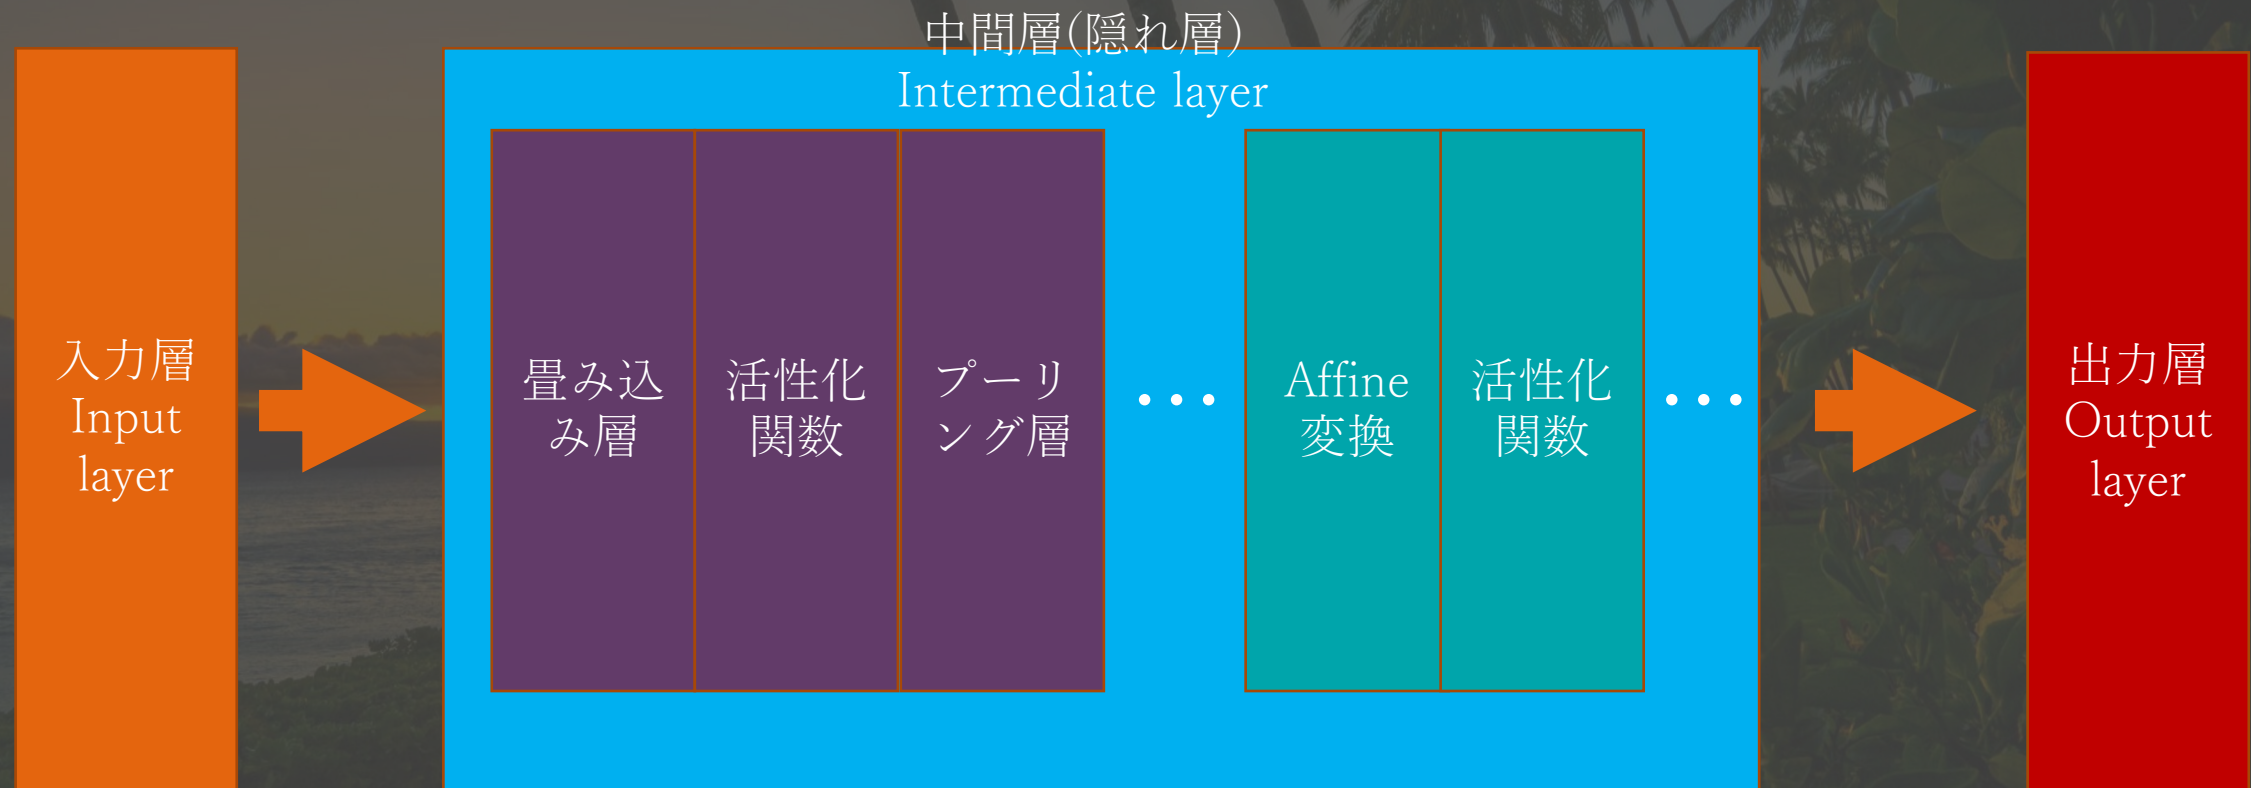 中間層(隠れ層)
Intermediate layer
入力層
Input
layer
畳み込
み層
活性化
関数
プーリ
ング層
・・・
Affine
変換
活性化
関数
・・・
出力層
Output
layer